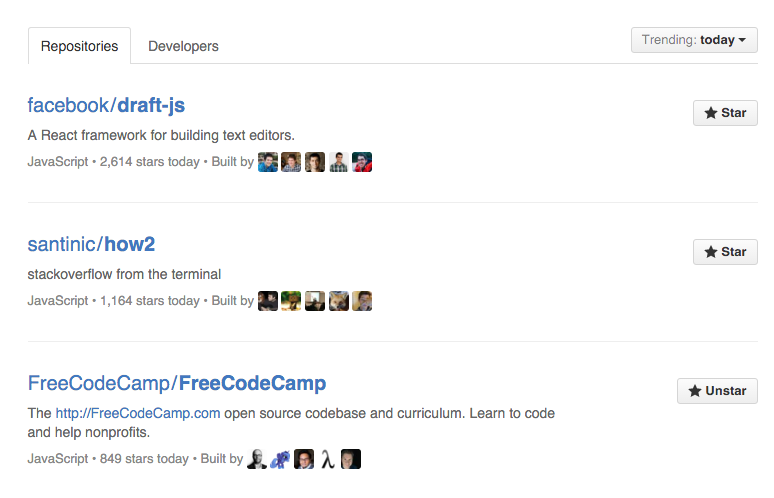 Repositories Developers Trending: today
facebook/draft-js Star
A React framework for building text editors.
JavaScript • 2,614 stars today • Built by
santinic/how2 Star
stackoverflow from the terminal
JavaScript • 1,164 stars today • Built by
FreeCodeCamp/FreeCodeCamp Unstar
The http://FreeCodeCamp.com open source codebase and curriculum. Learn to code
and help nonprofits.
JavaScript • 849 stars today • Built by λ